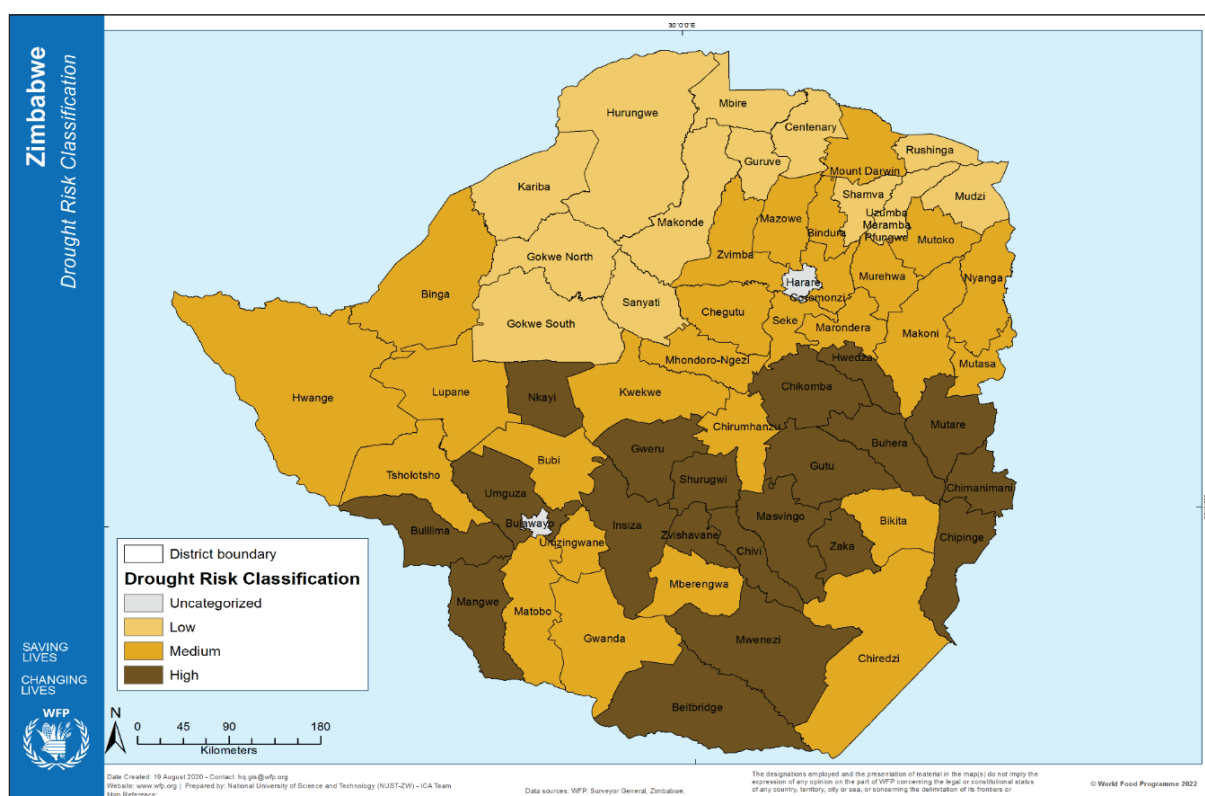 Zimbabwe
Drought Risk Classification
30°0'0"E
Hurungwe
Mbire
Centenary
Rushinga
Guruve
Mount Darwin
Kariba
Shamva
Mudzi
Makonde
Mazowe
Uzumba
Maramba
Pfungwe
Bindura
Mutoko
Zvimba
Gokwe North
Harare
Murehwa
Nyanga
Binga
Sanyati
Goromonzi
Chegutu
Gokwe South
Seke
Marondera
Makoni
Mhondoro-Ngezi
Hwedza
Mutasa
Hwange
Lupane
Nkayi
Kwekwe
Chikomba
Chirumhanzu
Mutare
Gweru
Buhera
Bubi
Tsholotsho
Gutu
Shurugwi
Chimanimani
Umguza
Masvingo
Bikita
Bulilima
Bulawayo
Insiza
Zvishavane
Chipinge
Umzingwane
Chivi
Zaka
Mberengwa
Mangwe
Matobo
Gwanda
Mwenezi
Chiredzi
Beitbridge
District boundary
Drought Risk Classification
Uncategorized
Low
Medium
High
SAVING
LIVES
CHANGING
LIVES
WFP
N
0 45 90 180
Kilometers
Date Created: 19 August 2020 - Contact: hq.gis@wfp.org
Website: www.wfp.org | Prepared by: National University of Science and Technology (NUST-ZW) - ICA Team
Map Reference:
Data sources: WFP, Surveyor General, Zimbabwe,
The designations employed and the presentation of material in the map(s) do not imply the
expression of any opinion on the part of WFP concerning the legal or constitutional status
of any country, territory, city or sea, or concerning the delimitation of its frontiers or
© World Food Programme 2022